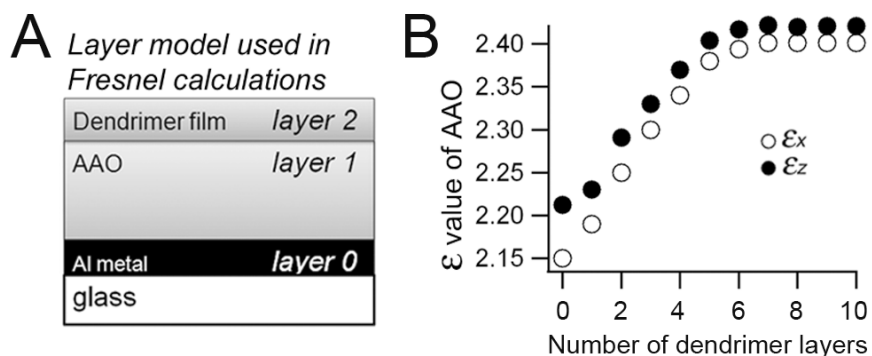 A
Layer model used in
Fresnel calculations
Dendrimer film layer 2
AAO layer 1
Al metal layer 0
glass
B
ε value of AAO
2.40
2.35
2.30
2.25
2.20
2.15
εx
εz
0 2 4 6 8 10
Number of dendrimer layers